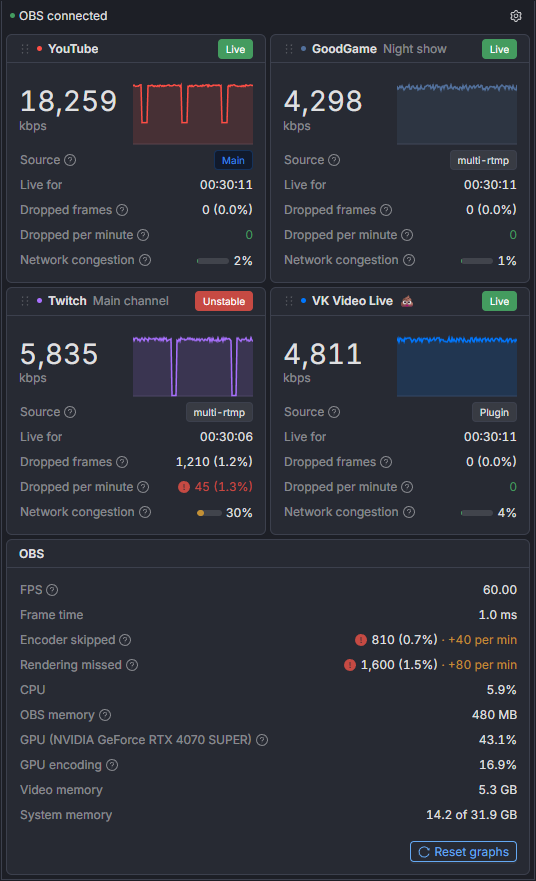 OBS connected
YouTube Live
18,259
kbps
Source Main
Live for 00:30:11
Dropped frames 0 (0.0%)
Dropped per minute 0
Network congestion 2%
GoodGame Night show Live
4,298
kbps
Source multi-rtmp
Live for 00:30:11
Dropped frames 0 (0.0%)
Dropped per minute 0
Network congestion 1%
Twitch Main channel Unstable
5,835
kbps
Source multi-rtmp
Live for 00:30:06
Dropped frames 1,210 (1.2%)
Dropped per minute 45 (1.3%)
Network congestion 30%
VK Video Live 💩 Live
4,811
kbps
Source Plugin
Live for 00:30:11
Dropped frames 0 (0.0%)
Dropped per minute 0
Network congestion 4%
OBS
FPS 60.00
Frame time 1.0 ms
Encoder skipped 810 (0.7%) · +40 per min
Rendering missed 1,600 (1.5%) · +80 per min
CPU 5.9%
OBS memory 480 MB
GPU (NVIDIA GeForce RTX 4070 SUPER) 43.1%
GPU encoding 16.9%
Video memory 5.3 GB
System memory 14.2 of 31.9 GB
Reset graphs